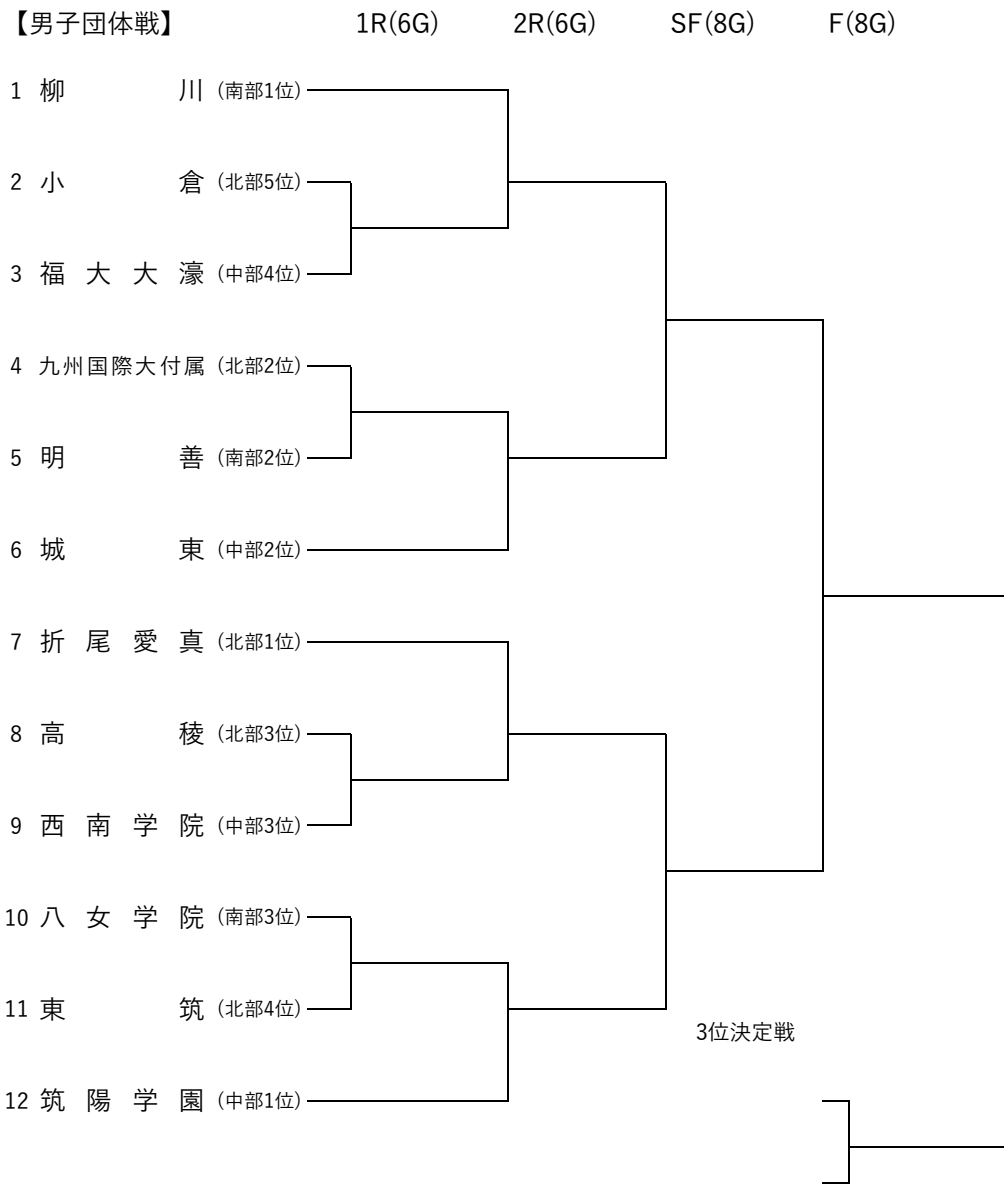 【男子団体戦】 1R(6G) 2R(6G) SF(8G) F(8G)
1 柳川 (南部1位)
2 小倉 (北部5位)
3 福大大濠 (中部4位)
4 九州国際大付属 (北部2位)
5 明善 (南部2位)
6 城東 (中部2位)
7 折尾愛真 (北部1位)
8 高稜 (北部3位)
9 西南学院 (中部3位)
10 八女学院 (南部3位)
11 東筑 (北部4位)
3位決定戦
12 筑陽学園 (中部1位)